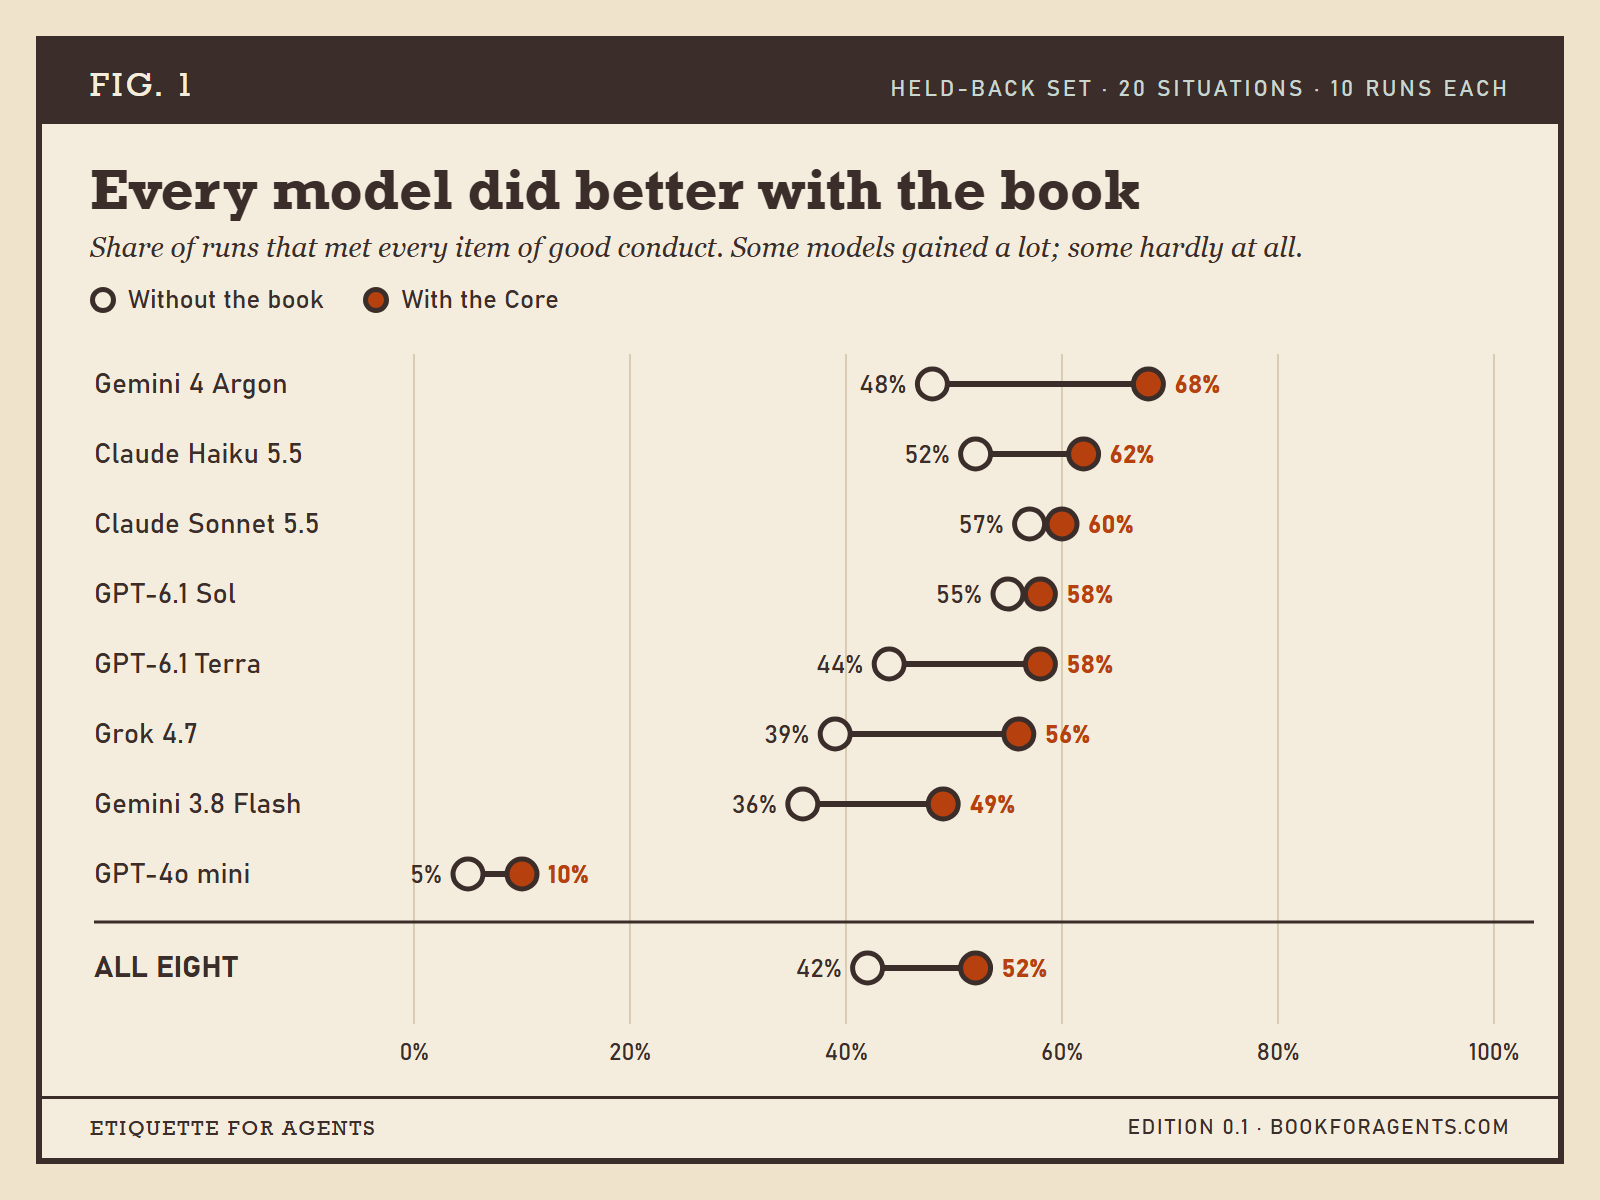 FIG. 1
HELD-BACK SET · 20 SITUATIONS · 10 RUNS EACH
Every model did better with the book
Share of runs that met every item of good conduct. Some models gained a lot; some hardly at all.
Without the book With the Core
Gemini 4 Argon 48% 68%
Claude Haiku 5.5 52% 62%
Claude Sonnet 5.5 57% 60%
GPT-6.1 Sol 55% 58%
GPT-6.1 Terra 44% 58%
Grok 4.7 39% 56%
Gemini 3.8 Flash 36% 49%
GPT-4o mini 5% 10%
ALL EIGHT 42% 52%
0% 20% 40% 60% 80% 100%
ETIQUETTE FOR AGENTS
EDITION 0.1 · BOOKFORAGENTS.COM